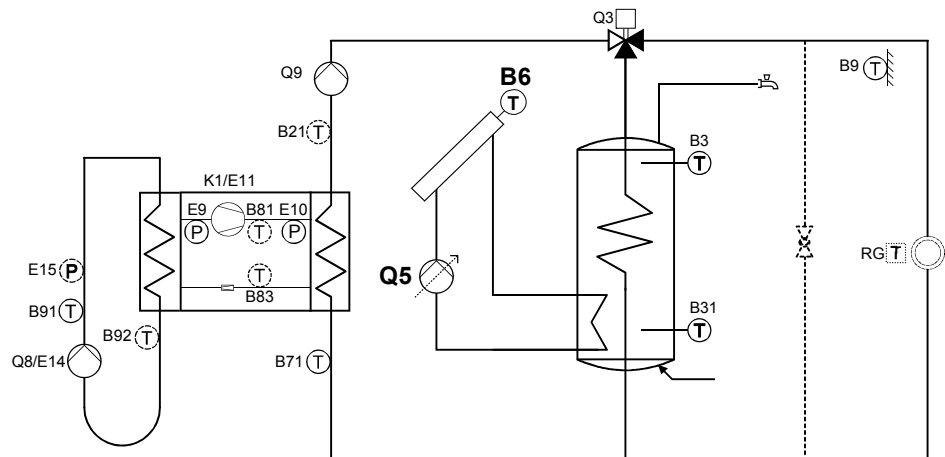 Q3
Q9
B6
B9 T
T
B21 T
B3
T
K1/E11
E9 B81 E10
P T P
T
B83
E15 P
B91 T
B92 T
Q8/E14
B71 T
Q5
B31
T
RG T